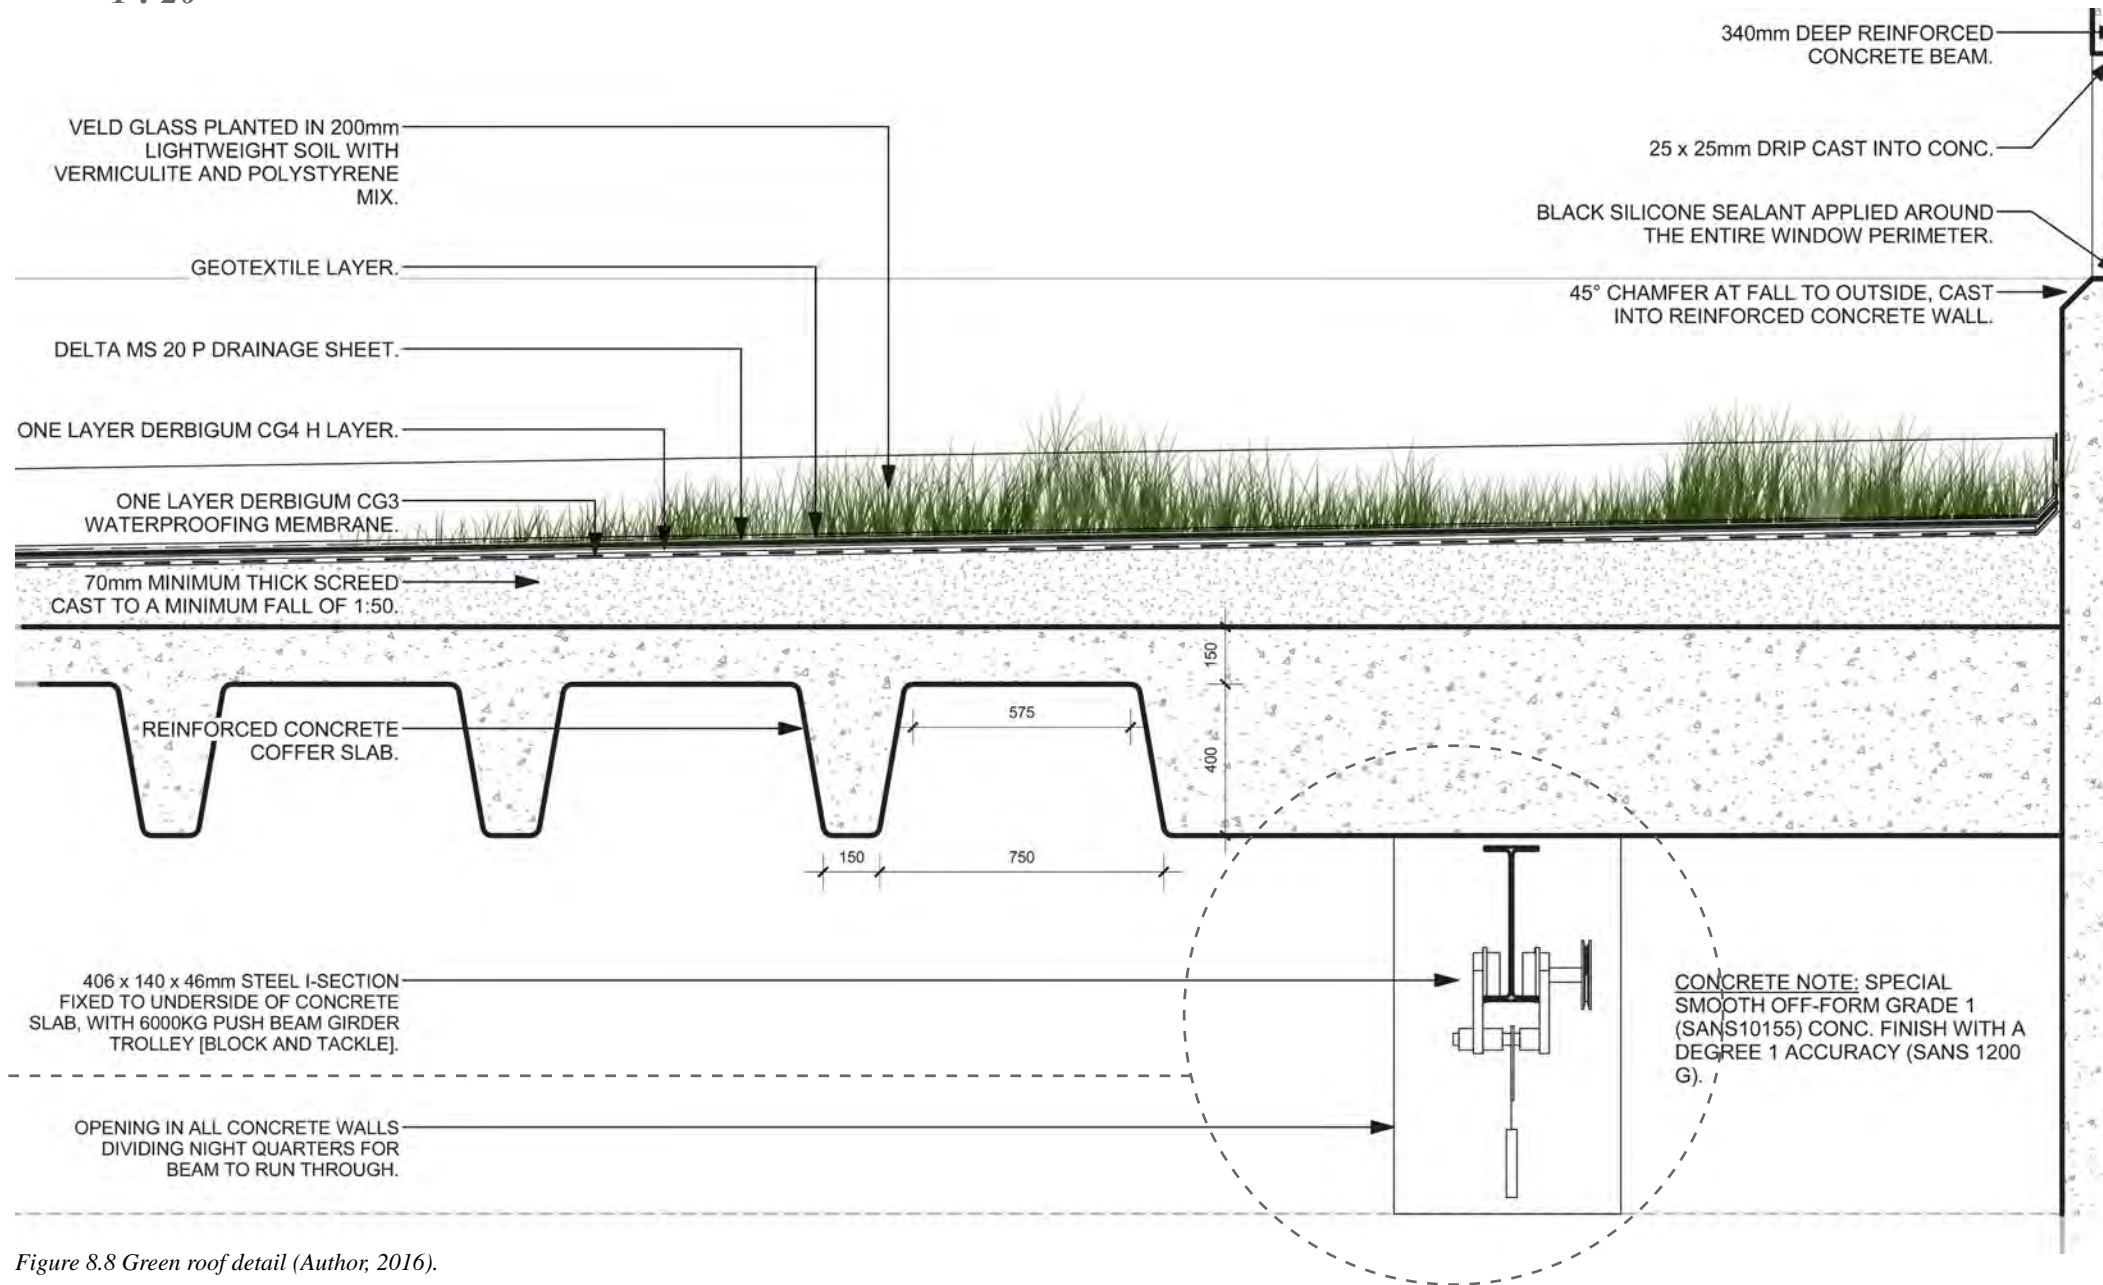 340mm DEEP REINFORCED
CONCRETE BEAM.
VELD GLASS PLANTED IN 200mm
LIGHTWEIGHT SOIL WITH
VERMICULITE AND POLYSTYRENE
MIX.
25 x 25mm DRIP CAST INTO CONC.
BLACK SILICONE SEALANT APPLIED AROUND
THE ENTIRE WINDOW PERIMETER.
GEOTEXTILE LAYER.
45° CHAMFER AT FALL TO OUTSIDE, CAST
INTO REINFORCED CONCRETE WALL.
DELTA MS 20 P DRAINAGE SHEET.
ONE LAYER DERBIGUM CG4 H LAYER.
ONE LAYER DERBIGUM CG3
WATERPROOFING MEMBRANE.
70mm MINIMUM THICK SCREED
CAST TO A MINIMUM FALL OF 1:50.
150
REINFORCED CONCRETE
COFFER SLAB.
575
400
150
750
406 x 140 x 46mm STEEL I-SECTION
FIXED TO UNDERSIDE OF CONCRETE
SLAB, WITH 6000KG PUSH BEAM GIRDER
TROLLEY [BLOCK AND TACKLE].
CONCRETE NOTE: SPECIAL
SMOOTH OFF-FORM GRADE 1
(SANS10155) CONC. FINISH WITH A
DEGREE 1 ACCURACY (SANS 1200
G).
OPENING IN ALL CONCRETE WALLS
DIVIDING NIGHT QUARTERS FOR
BEAM TO RUN THROUGH.
Figure 8.8 Green roof detail (Author, 2016).